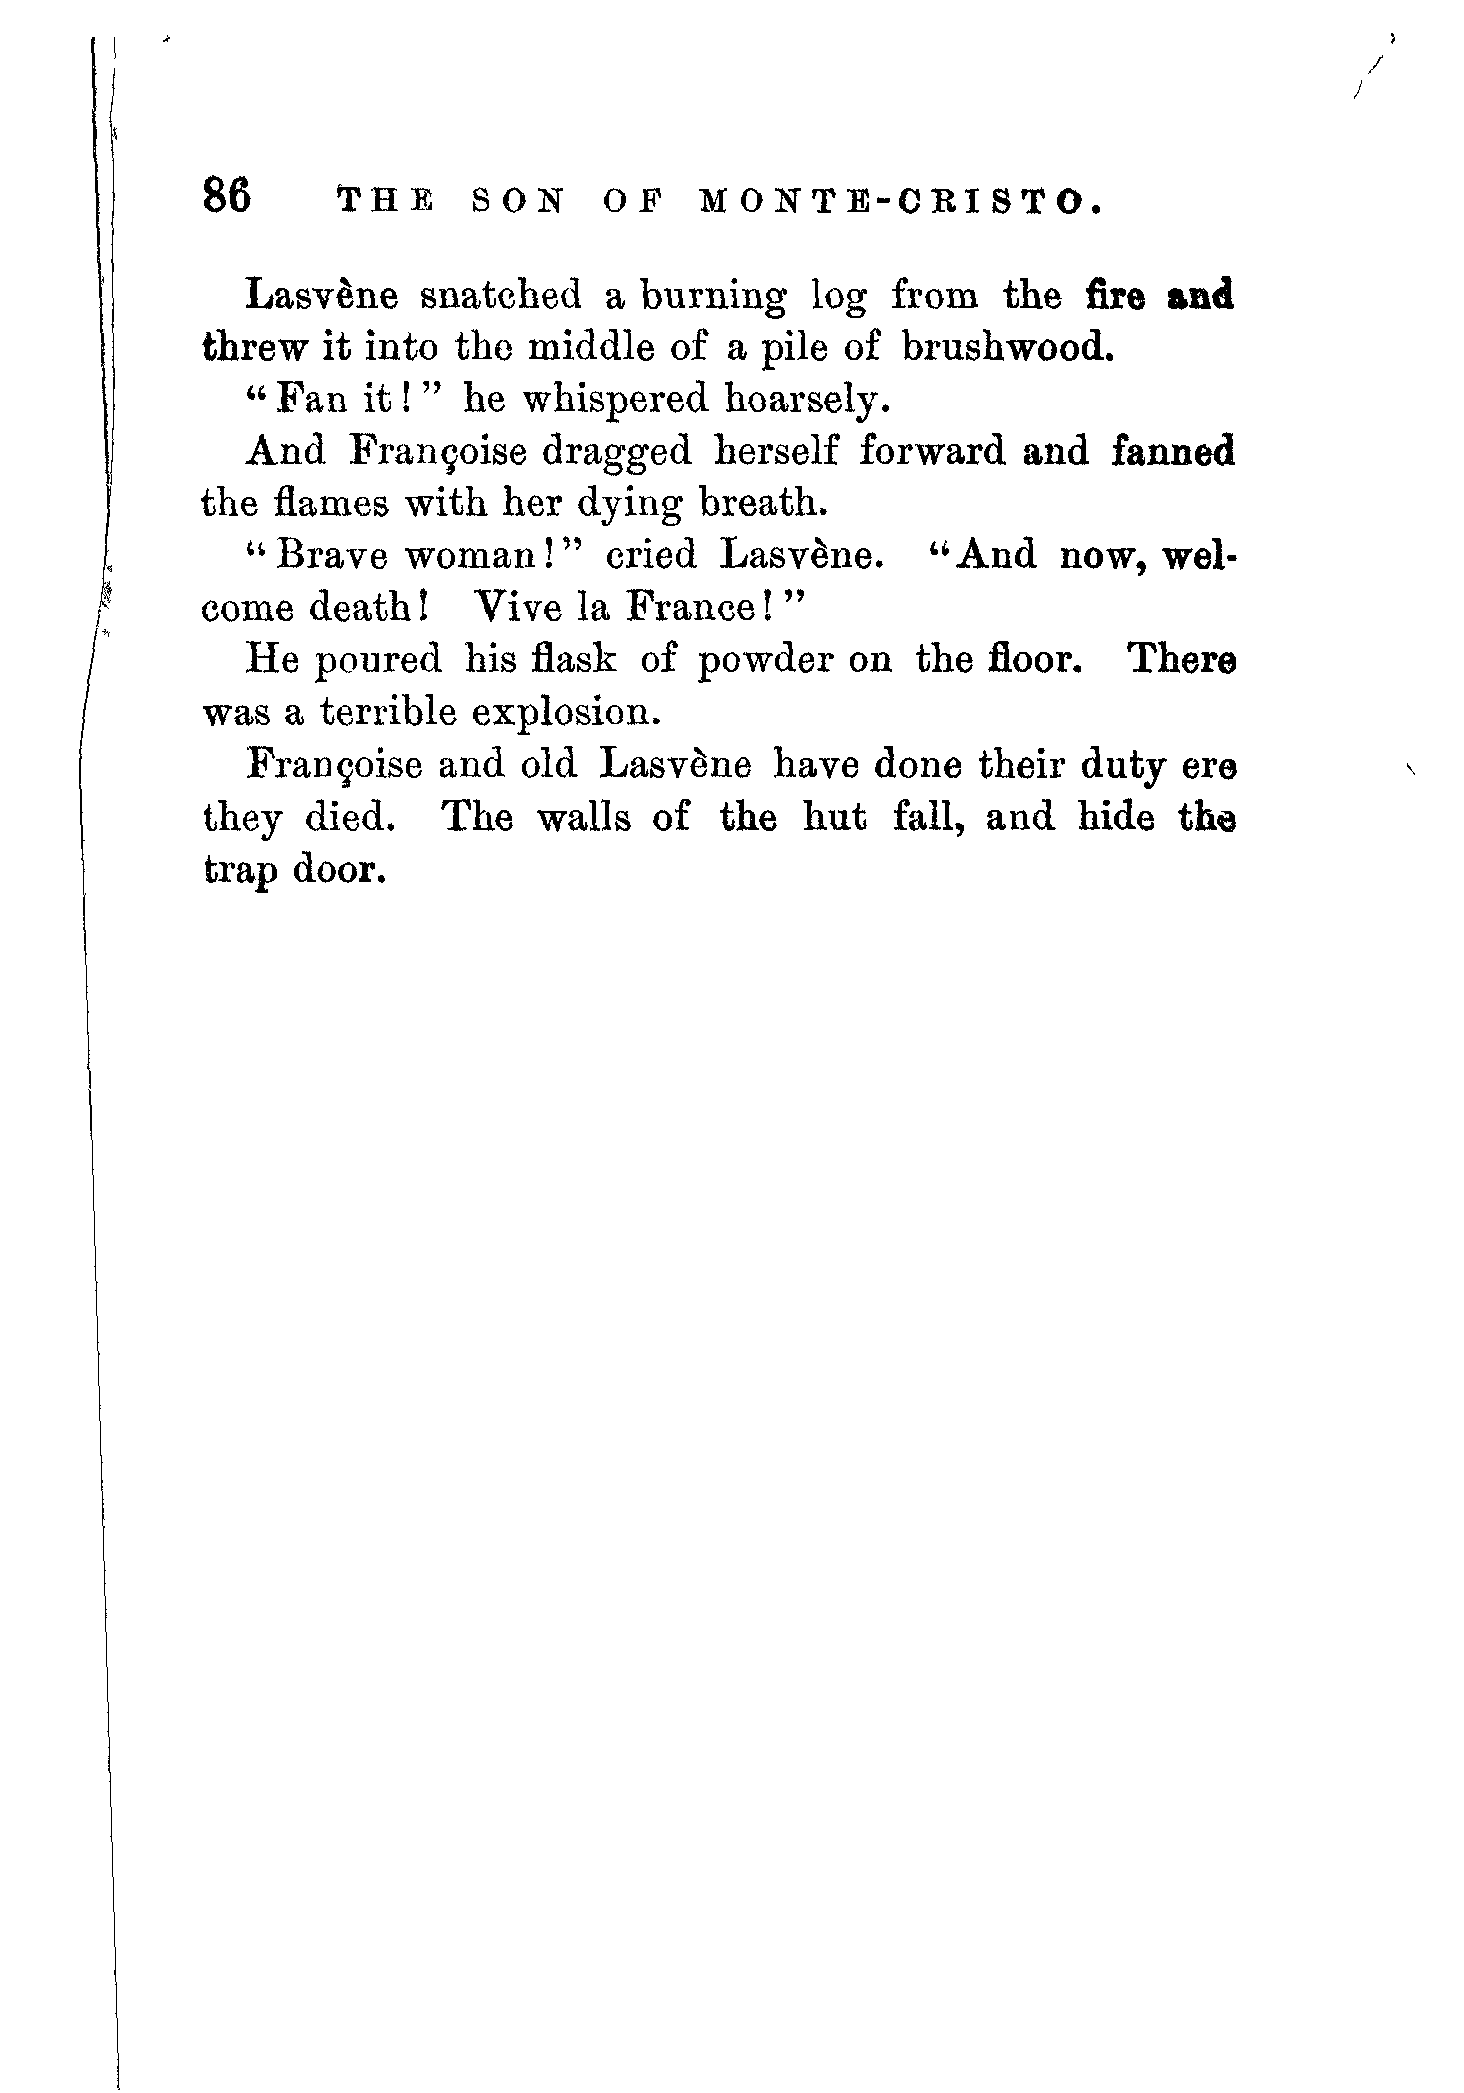 86 THE SON OF MONTE-CRISTO.
Lasvène snatched a burning log from the fire and
threw it into the middle of a pile of brushwood.
“Fan it!” he whispered hoarsely.
And Françoise dragged herself forward and fanned
the flames with her dying breath.
“Brave woman!” cried Lasvène. “And now, wel-
come death! Vive la France!”
He poured his flask of powder on the floor. There
was a terrible explosion.
Françoise and old Lasvène have done their duty ere
they died. The walls of the hut fall, and hide the
trap door.